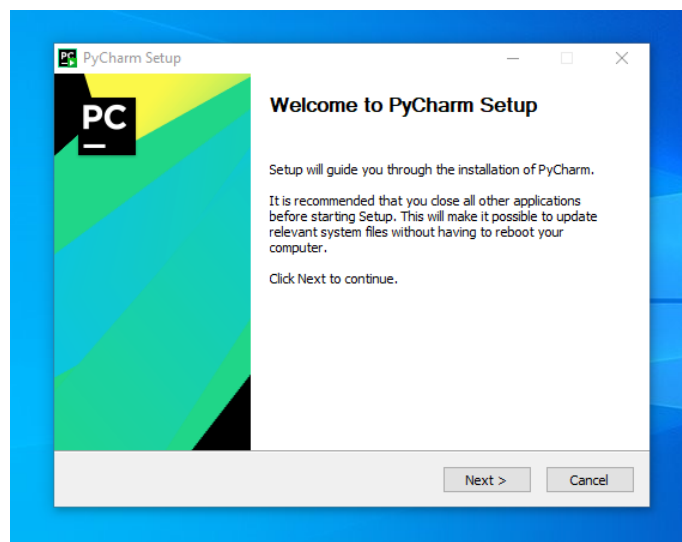 PyCharm Setup
PC
Welcome to PyCharm Setup
Setup will guide you through the installation of PyCharm.
It is recommended that you close all other applications
before starting Setup. This will make it possible to update
relevant system files without having to reboot your
computer.
Click Next to continue.
Next >
Cancel